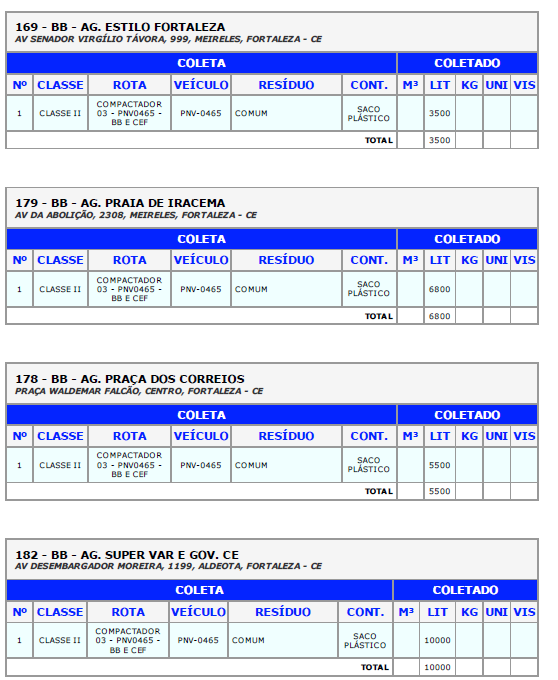 169 - BB - AG. ESTILO FORTALEZA
AV SENADOR VIRGÍLIO TÁVORA, 999, MEIRELES, FORTALEZA - CE
COLETA COLETADO
Nº CLASSE ROTA VEÍCULO RESÍDUO CONT. M³ LIT KG UNI VIS
1 CLASSE II COMPACTADOR 03 - PNV0465 - BB E CEF PNV-0465 COMUM SACO PLÁSTICO 3500
TOTAL 3500
179 - BB - AG. PRAIA DE IRACEMA
AV DA ABOLIÇÃO, 2308, MEIRELES, FORTALEZA - CE
COLETA COLETADO
Nº CLASSE ROTA VEÍCULO RESÍDUO CONT. M³ LIT KG UNI VIS
1 CLASSE II COMPACTADOR 03 - PNV0465 - BB E CEF PNV-0465 COMUM SACO PLÁSTICO 6800
TOTAL 6800
178 - BB - AG. PRAÇA DOS CORREIOS
PRAÇA WALDEMAR FALCÃO, CENTRO, FORTALEZA - CE
COLETA COLETADO
Nº CLASSE ROTA VEÍCULO RESÍDUO CONT. M³ LIT KG UNI VIS
1 CLASSE II COMPACTADOR 03 - PNV0465 - BB E CEF PNV-0465 COMUM SACO PLÁSTICO 5500
TOTAL 5500
182 - BB - AG. SUPER VAR E GOV. CE
AV DESEMBARGADOR MOREIRA, 1199, ALDEOTA, FORTALEZA - CE
COLETA COLETADO
Nº CLASSE ROTA VEÍCULO RESÍDUO CONT. M³ LIT KG UNI VIS
1 CLASSE II COMPACTADOR 03 - PNV0465 - BB E CEF PNV-0465 COMUM SACO PLÁSTICO 10000
TOTAL 10000